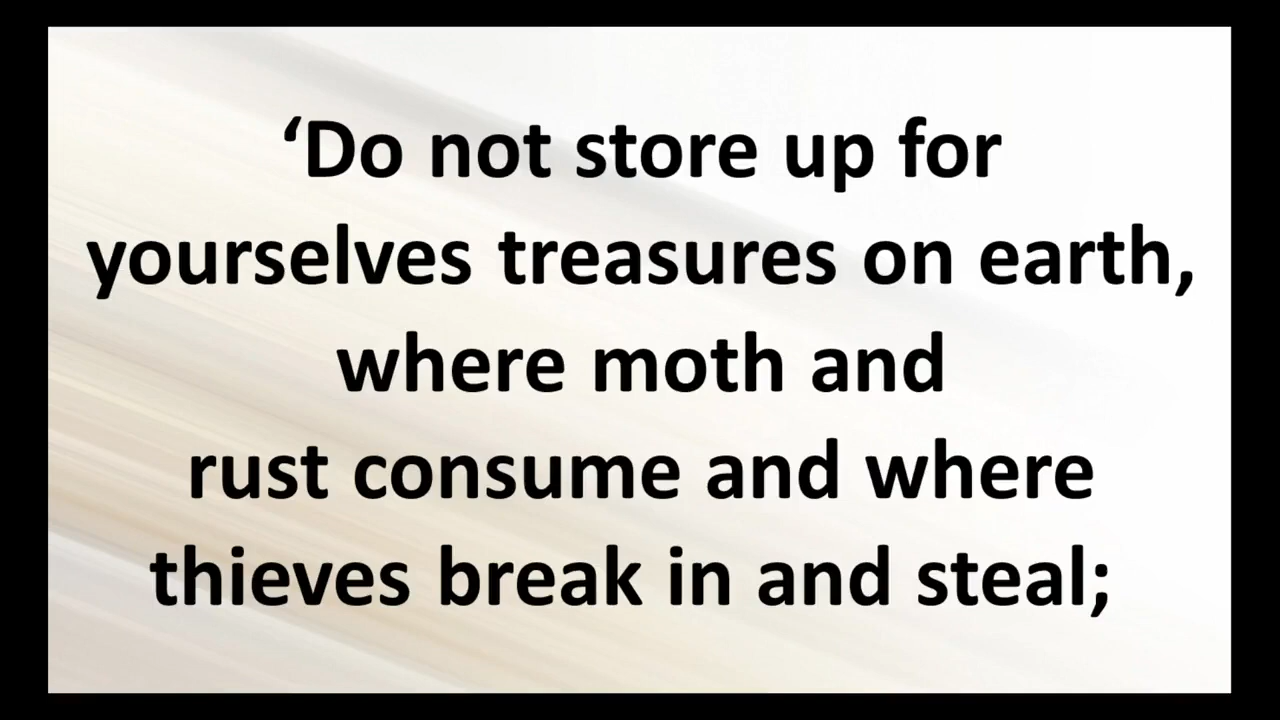 ‘Do not store up for
yourselves treasures on earth,
where moth and
rust consume and where
thieves break in and steal;